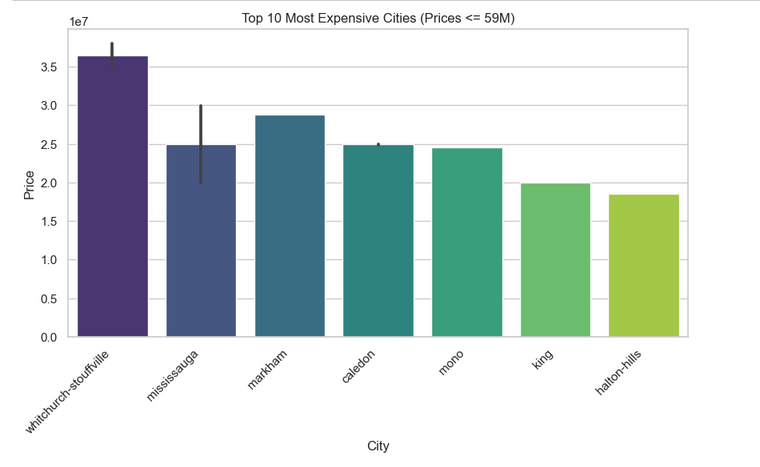 Top 10 Most Expensive Cities (Prices <= 59M)
1e7
3.5
3.0
2.5
2.0
1.5
1.0
0.5
0.0
Price
whitchurch-stouffville
mississauga
markham
caledon
mono
king
halton-hills
City